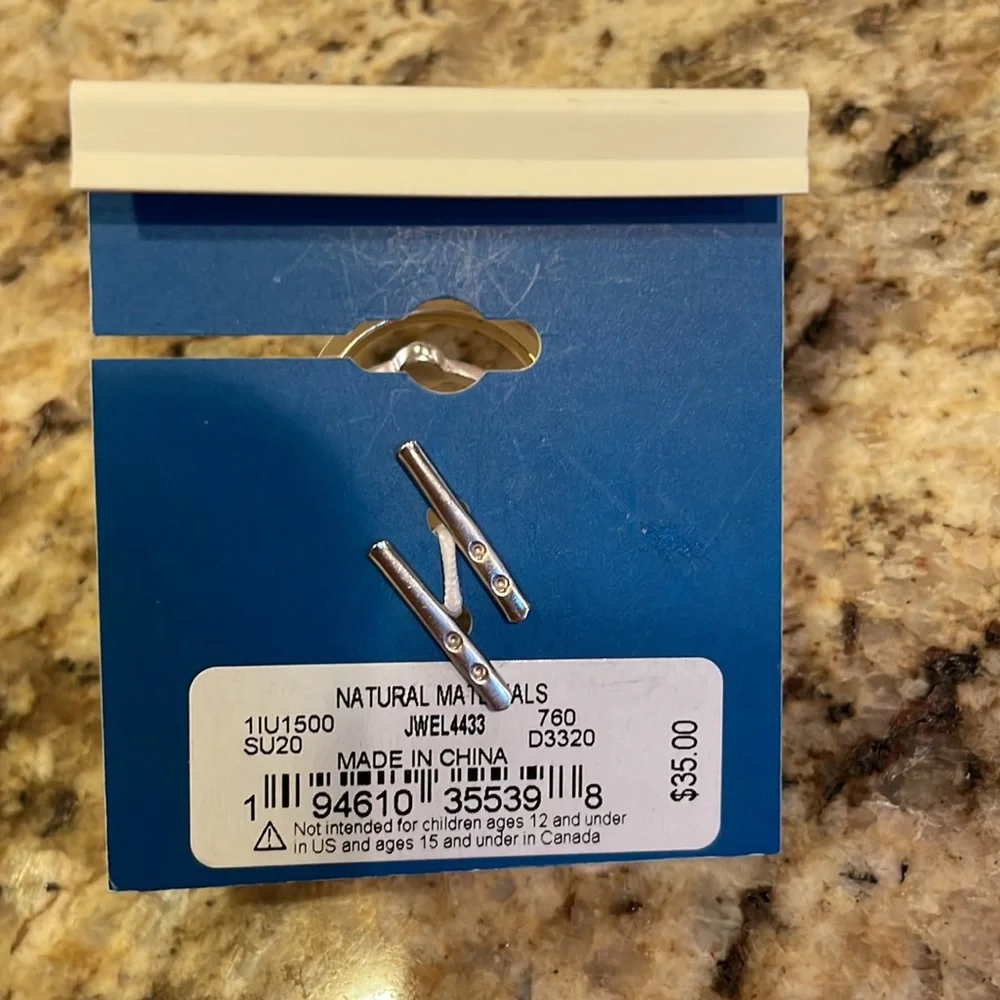 NATURAL MATE ALS
1IU1500 JWEL4433 760
SU20 D3320
MADE IN CHINA
1 94610 35539 8
Not intended for children ages 12 and under
in US and ages 15 and under in Canada
$35.00